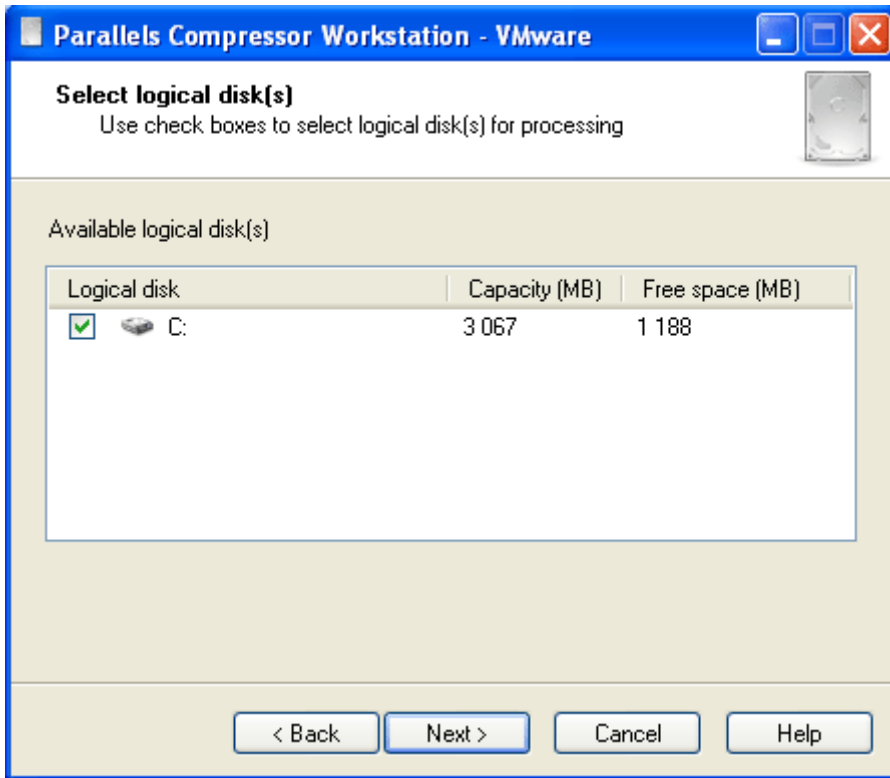 Parallels Compressor Workstation - VMware
Select logical disk(s)
Use check boxes to select logical disk(s) for processing
Available logical disk(s)
Logical disk Capacity (MB) Free space (MB)
C: 3 067 1 188
< Back Next > Cancel Help